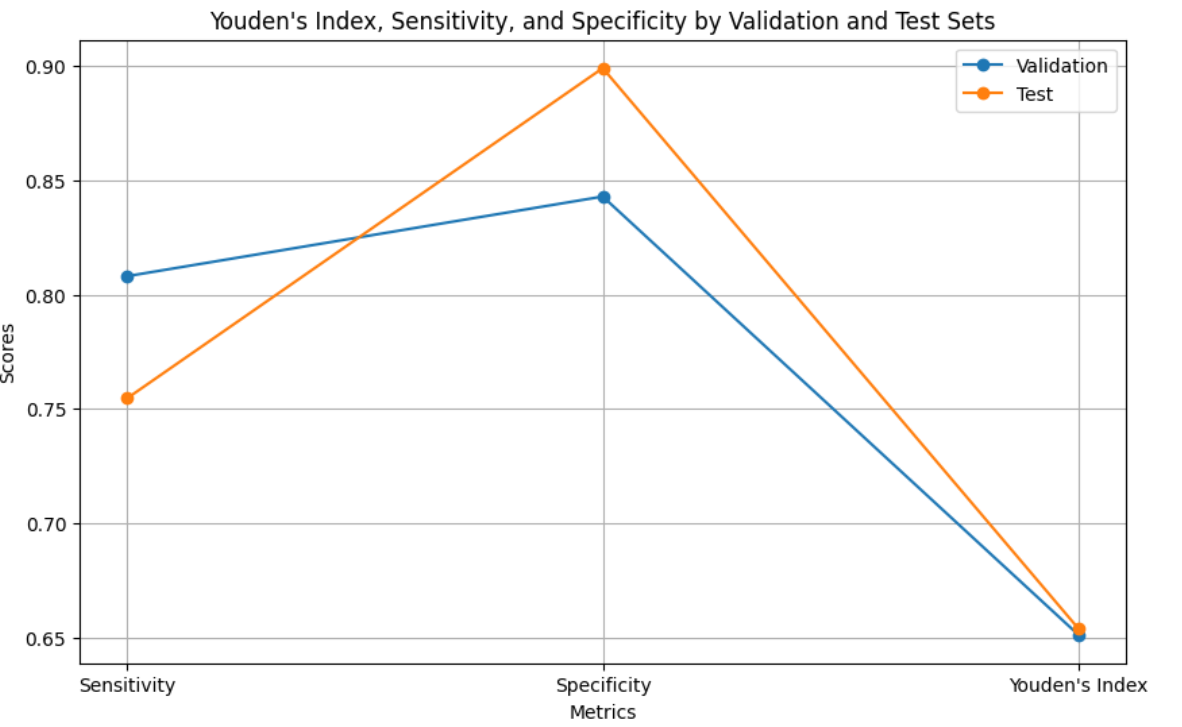 Youden's Index, Sensitivity, and Specificity by Validation and Test Sets
Validation
Test
0.90
0.85
0.80
0.75
0.70
0.65
Scores
Sensitivity
Specificity
Youden's Index
Metrics